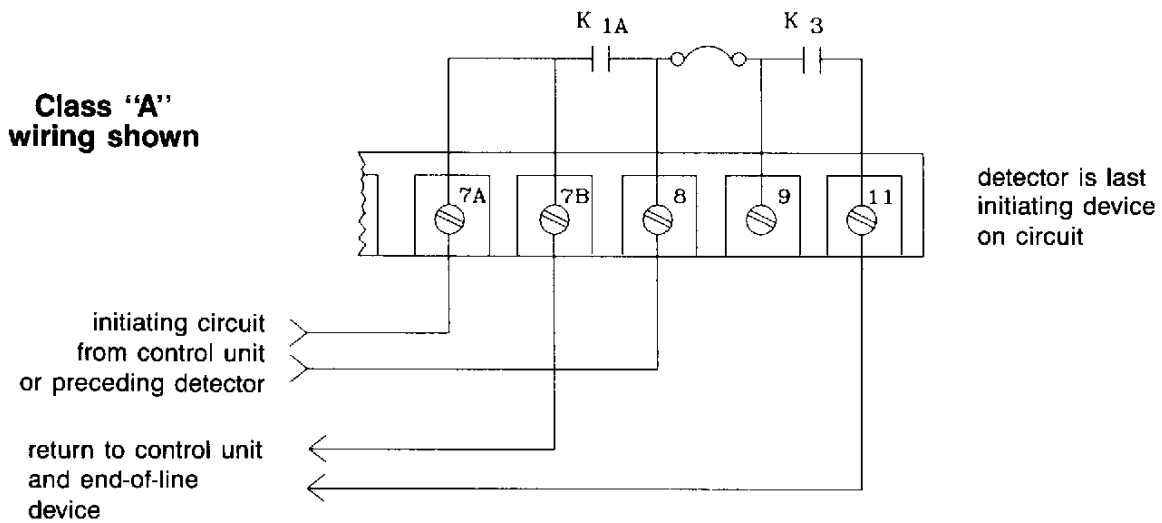 K 1A
K 3
Class “A”
wiring shown
7A
7B
8
9
11
detector is last
initiating device
on circuit
initiating circuit
from control unit
or preceding detector
return to control unit
and end-of-line
device